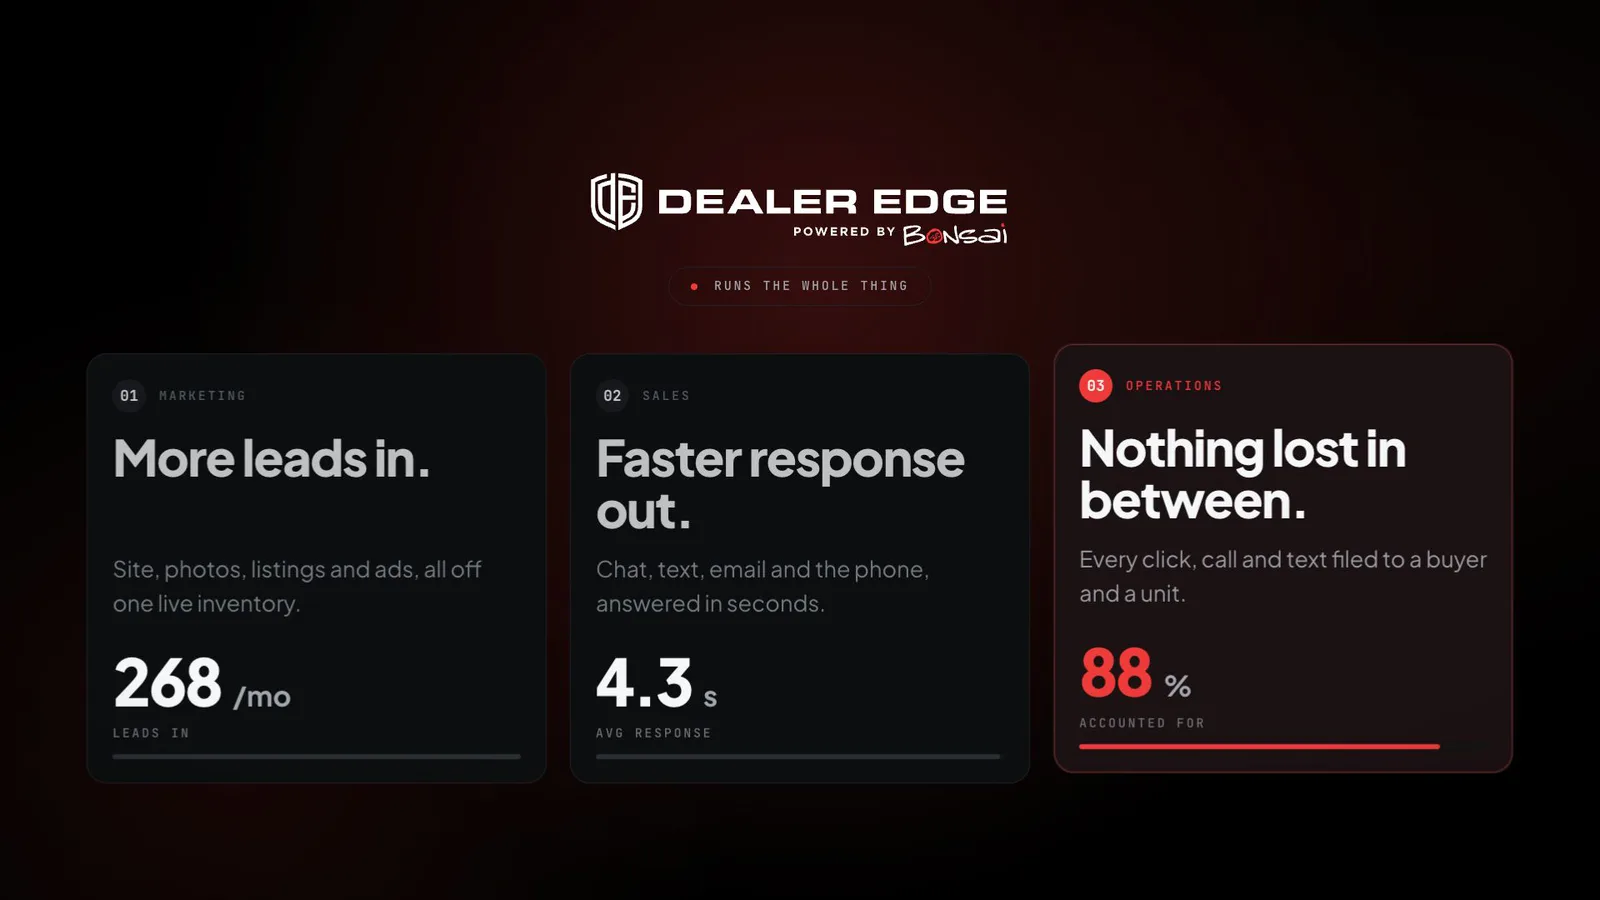 DEALER EDGE
POWERED BY Bonsai
RUNS THE WHOLE THING
01 MARKETING
More leads in.
Site, photos, listings and ads, all off
one live inventory.
268 /mo
LEADS IN
02 SALES
Faster response
out.
Chat, text, email and the phone,
answered in seconds.
4.3 s
AVG RESPONSE
03 OPERATIONS
Nothing lost in
between.
Every click, call and text filed to a buyer
and a unit.
88 %
ACCOUNTED FOR